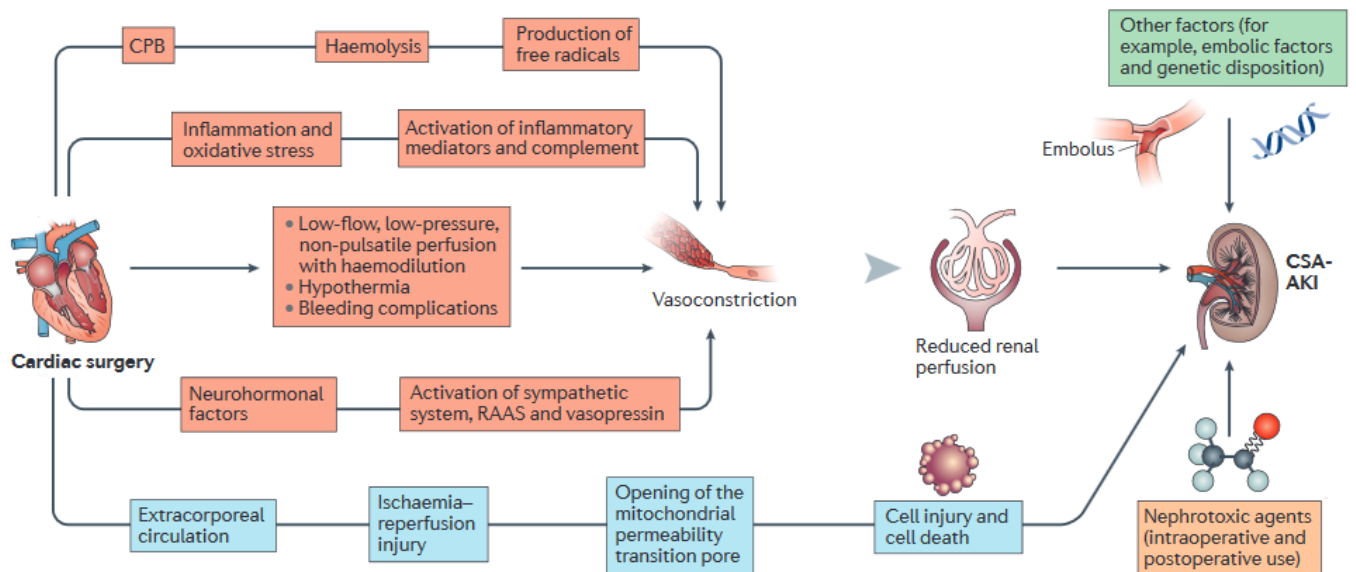 CPB
Haemolysis
Production of
free radicals
Other factors (for
example, embolic factors
and genetic disposition)
Inflammation and
oxidative stress
Activation of inflammatory
mediators and complement
Embolus
• Low-flow, low-pressure,
non-pulsatile perfusion
with haemodilution
• Hypothermia
• Bleeding complications
Vasoconstriction
CSA-
AKI
Cardiac surgery
Reduced renal
perfusion
Neurohormonal
factors
Activation of sympathetic
system, RAAS and vasopressin
Extracorporeal
circulation
Ischaemia–
reperfusion
injury
Opening of the
mitochondrial
permeability
transition pore
Cell injury and
cell death
Nephrotoxic agents
(intraoperative and
postoperative use)